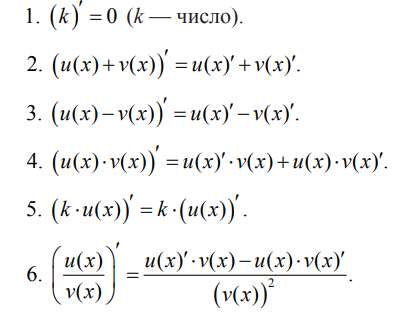 1. (k)′ = 0 (k — число).
2. (u(x) + v(x))′ = u(x)′ + v(x)′.
3. (u(x) − v(x))′ = u(x)′ − v(x)′.
4. (u(x) · v(x))′ = u(x)′ · v(x) + u(x) · v(x)′.
5. (k · u(x))′ = k · (u(x))′.
6. (u(x)/v(x))′ = (u(x)′ · v(x) − u(x) · v(x)′)/(v(x))².